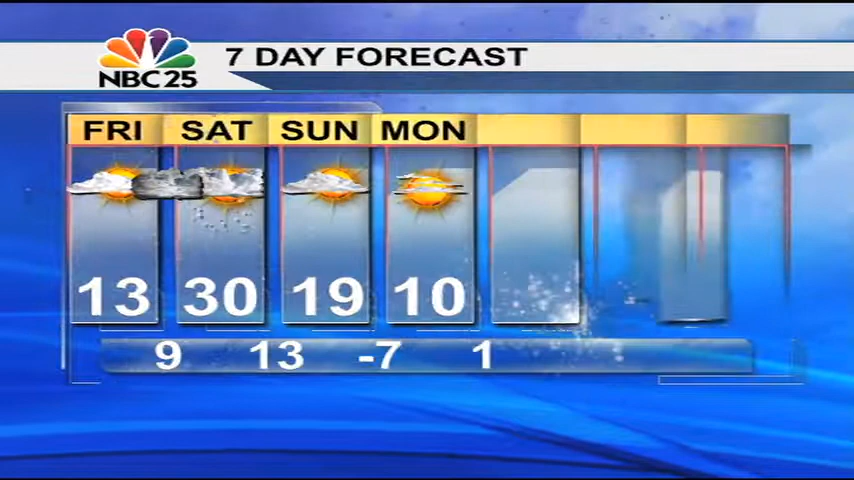 NBC25
7 DAY FORECAST
FRI SAT SUN MON
13 30 19 10
9 13 -7 1